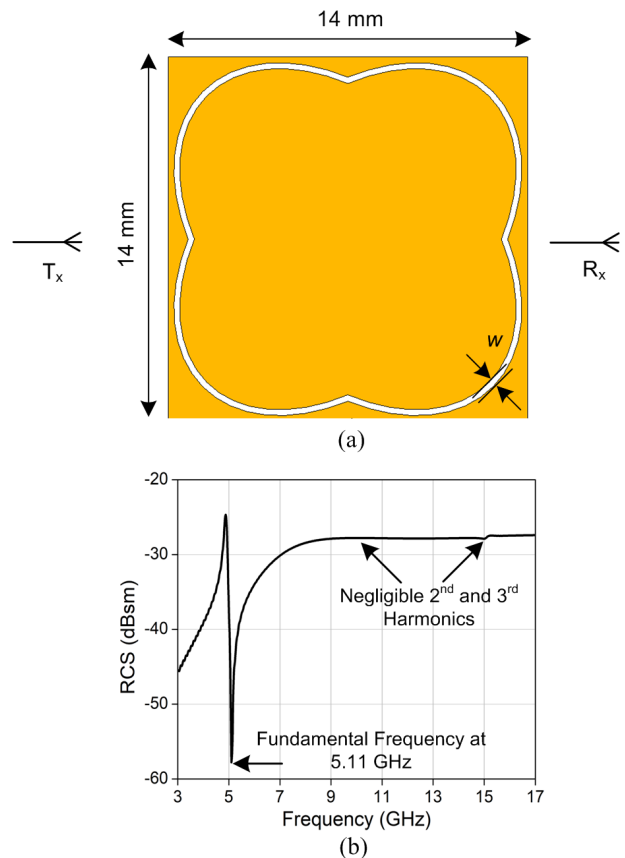 14 mm
14 mm
Tx
Rx
w
(a)
-20
-30
-40
-50
-60
RCS (dBsm)
Negligible 2nd and 3rd
Harmonics
Fundamental Frequency at
5.11 GHz
3 5 7 9 11 13 15 17
Frequency (GHz)
(b)